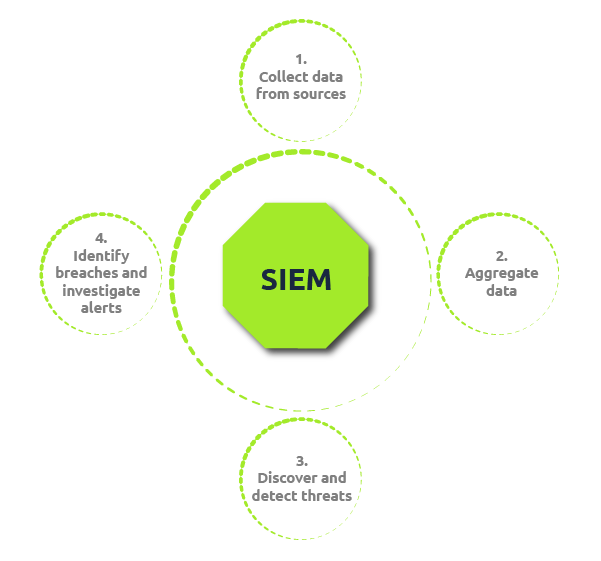 1.
Collect data
from sources
2.
Aggregate
data
3.
Discover and
detect threats
4.
Identify
breaches and
investigate
alerts
SIEM